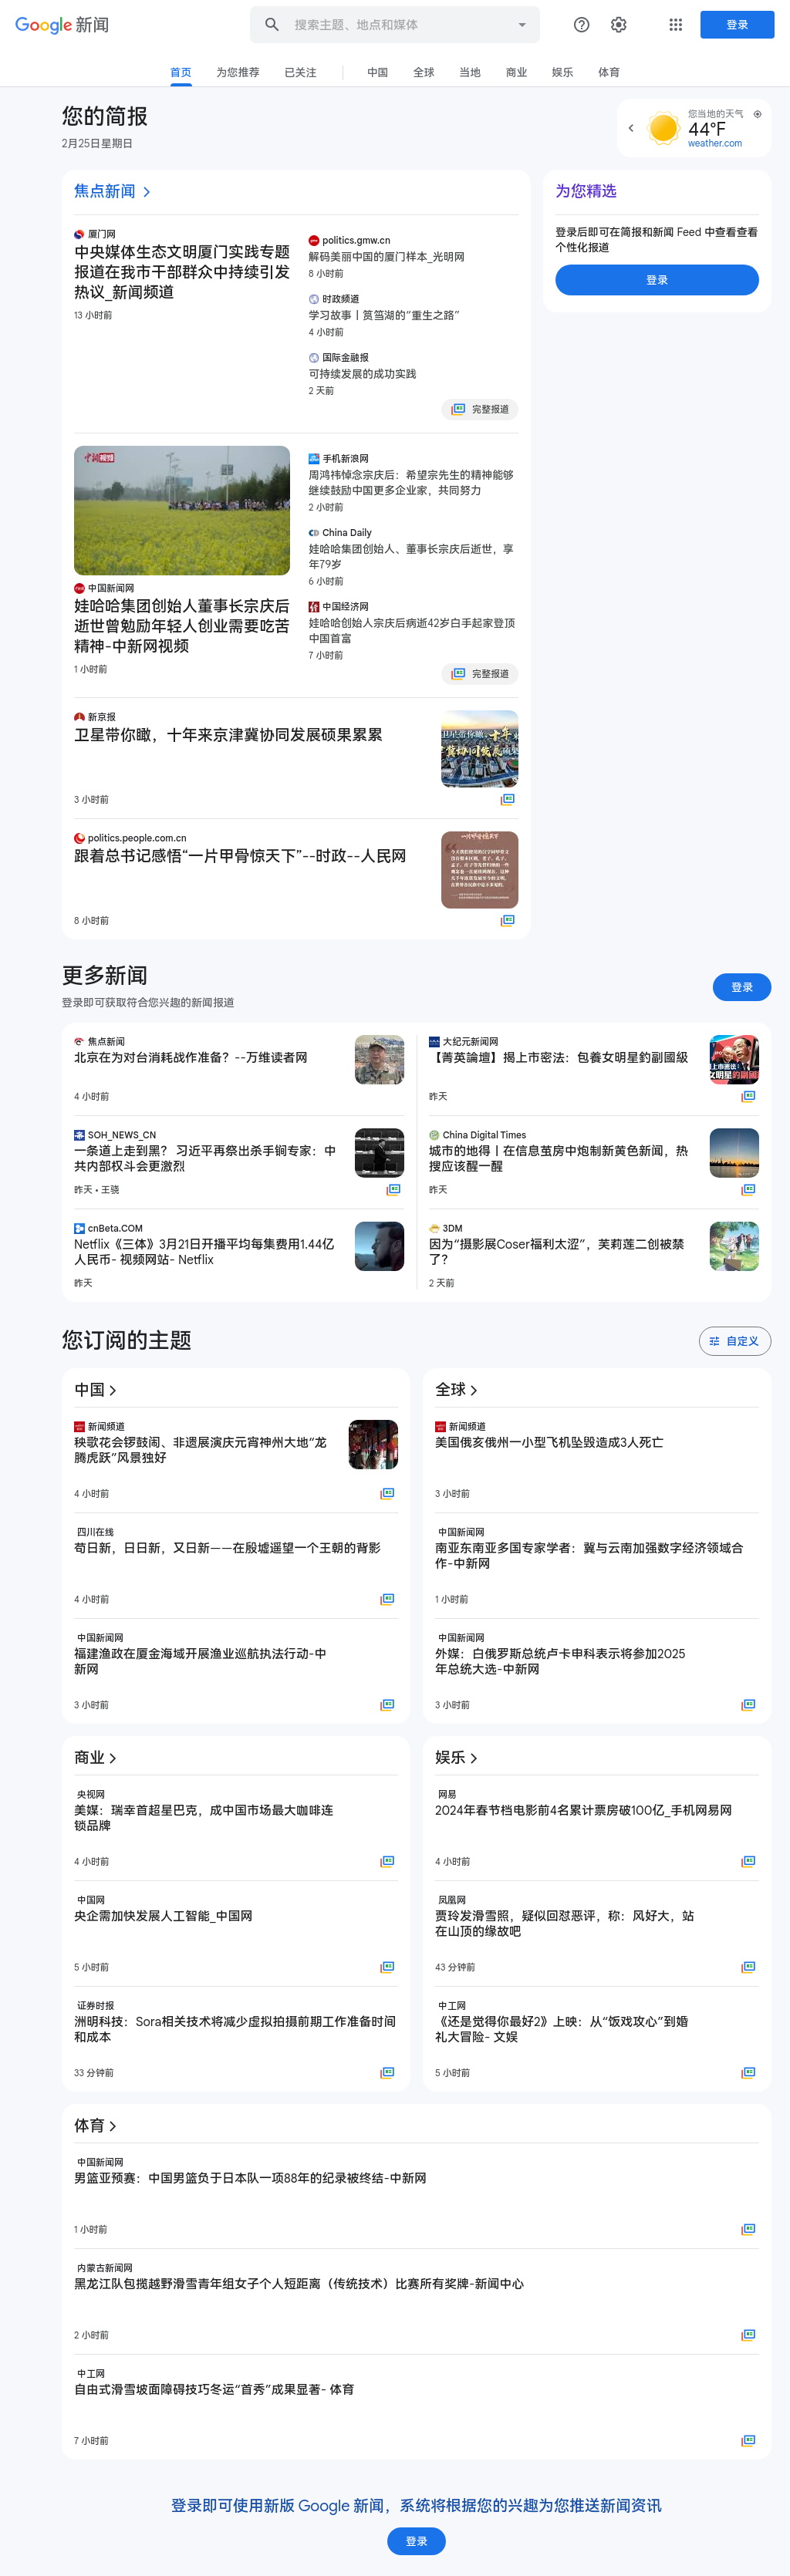 Google 新闻
搜索主题、地点和媒体
登录
首页
为您推荐
已关注
中国
全球
当地
商业
娱乐
体育
您的简报
2月25日星期日
您当地的天气
44°F
weather.com
焦点新闻
厦门网
中央媒体生态文明厦门实践专题
报道在我市干部群众中持续引发
热议_新闻频道
13 小时前
politics.gmw.cn
解码美丽中国的厦门样本_光明网
8 小时前
时政频道
学习故事丨筼筜湖的“重生之路”
4 小时前
国际金融报
可持续发展的成功实践
2 天前
完整报道
为您精选
登录后即可在简报和新闻 Feed 中查看查看
个性化报道
登录
中国新闻网
娃哈哈集团创始人董事长宗庆后
逝世曾勉励年轻人创业需要吃苦
精神-中新网视频
1 小时前
手机新浪网
周鸿祎悼念宗庆后：希望宗先生的精神能够
继续鼓励中国更多企业家，共同努力
2 小时前
China Daily
娃哈哈集团创始人、董事长宗庆后逝世，享
年79岁
6 小时前
中国经济网
娃哈哈创始人宗庆后病逝42岁白手起家登顶
中国首富
7 小时前
完整报道
新京报
卫星带你瞰，十年来京津冀协同发展硕果累累
3 小时前
politics.people.com.cn
跟着总书记感悟“一片甲骨惊天下”--时政--人民网
8 小时前
更多新闻
登录即可获取符合您兴趣的新闻报道
登录
焦点新闻
北京在为对台消耗战作准备？--万维读者网
4 小时前
SOH_NEWS_CN
一条道上走到黑？ 习近平再祭出杀手锏专家：中
共内部权斗会更激烈
昨天 • 王骁
cnBeta.COM
Netflix《三体》3月21日开播平均每集费用1.44亿
人民币- 视频网站- Netflix
昨天
大纪元新闻网
【菁英論壇】揭上市密法：包養女明星釣副國級
昨天
China Digital Times
城市的地得丨在信息茧房中炮制新黄色新闻，热
搜应该醒一醒
昨天
3DM
因为“摄影展Coser福利太涩”，芙莉莲二创被禁
了？
2 天前
您订阅的主题
自定义
中国
新闻频道
秧歌花会锣鼓闹、非遗展演庆元宵神州大地“龙
腾虎跃”风景独好
4 小时前
四川在线
苟日新，日日新，又日新——在殷墟遥望一个王朝的背影
4 小时前
中国新闻网
福建渔政在厦金海域开展渔业巡航执法行动-中
新网
3 小时前
全球
新闻频道
美国俄亥俄州一小型飞机坠毁造成3人死亡
3 小时前
中国新闻网
南亚东南亚多国专家学者：冀与云南加强数字经济领域合
作-中新网
1 小时前
中国新闻网
外媒：白俄罗斯总统卢卡申科表示将参加2025
年总统大选-中新网
3 小时前
商业
央视网
美媒：瑞幸首超星巴克，成中国市场最大咖啡连
锁品牌
4 小时前
中国网
央企需加快发展人工智能_中国网
5 小时前
证券时报
洲明科技：Sora相关技术将减少虚拟拍摄前期工作准备时间
和成本
33 分钟前
娱乐
网易
2024年春节档电影前4名累计票房破100亿_手机网易网
4 小时前
凤凰网
贾玲发滑雪照，疑似回怼恶评，称：风好大，站
在山顶的缘故吧
43 分钟前
中工网
《还是觉得你最好2》上映：从“饭戏攻心”到婚
礼大冒险- 文娱
5 小时前
体育
中国新闻网
男篮亚预赛：中国男篮负于日本队一项88年的纪录被终结-中新网
1 小时前
内蒙古新闻网
黑龙江队包揽越野滑雪青年组女子个人短距离（传统技术）比赛所有奖牌-新闻中心
2 小时前
中工网
自由式滑雪坡面障碍技巧冬运“首秀”成果显著- 体育
7 小时前
登录即可使用新版 Google 新闻，系统将根据您的兴趣为您推送新闻资讯
登录